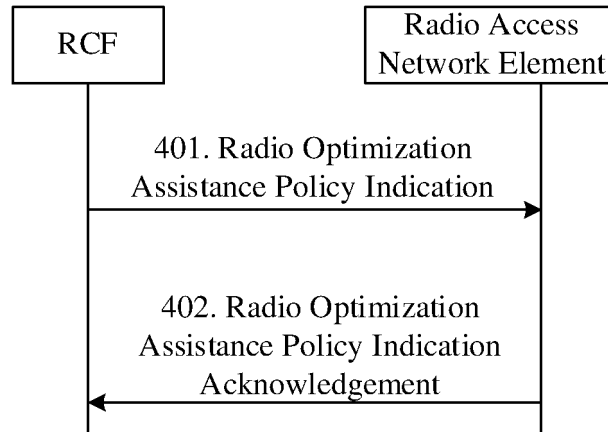 RCF
Radio Access
Network Element
401. Radio Optimization
Assistance Policy Indication
402. Radio Optimization
Assistance Policy Indication
Acknowledgement